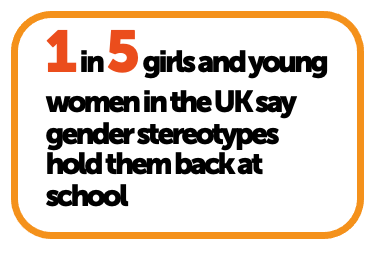 1 in 5 girls and young
women in the UK say
gender stereotypes
hold them back at
school